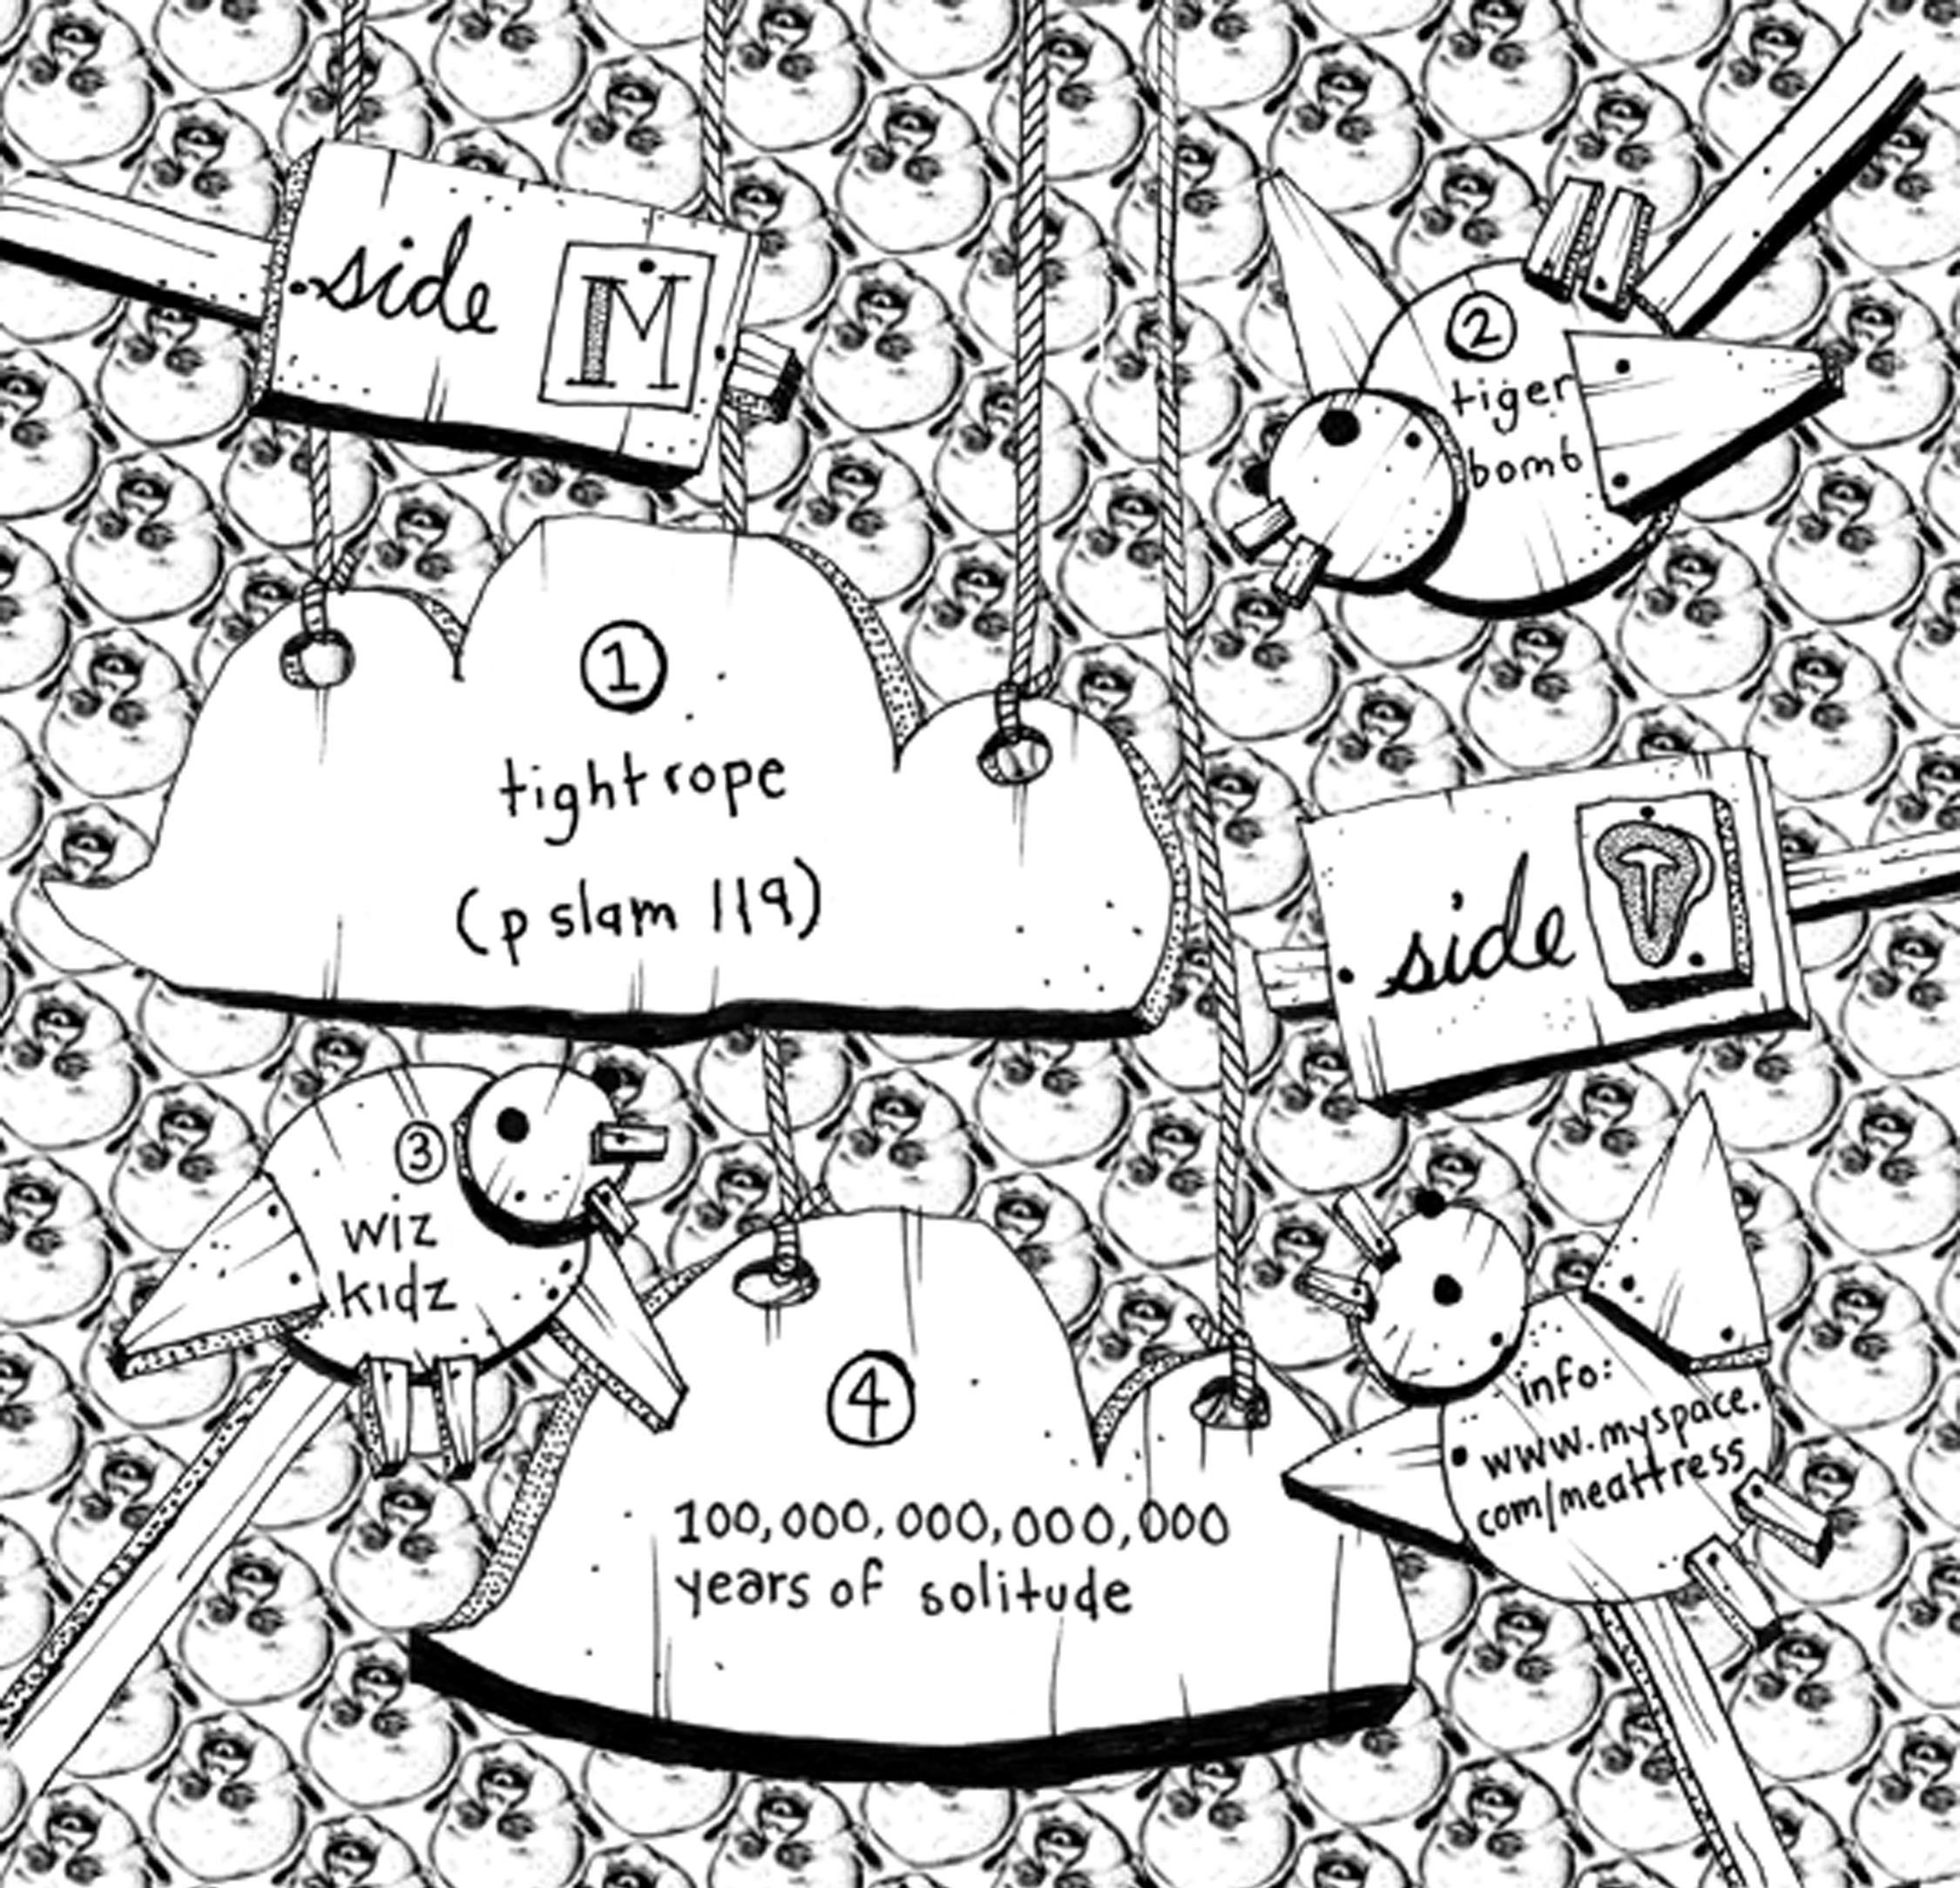 side M
1
tightrope
(pslam 119)
2
tiger
bomb
side T
3
wiz
kidz
4
100,000,000,000,000
years of solitude
info:
www.myspace.
com/meattress